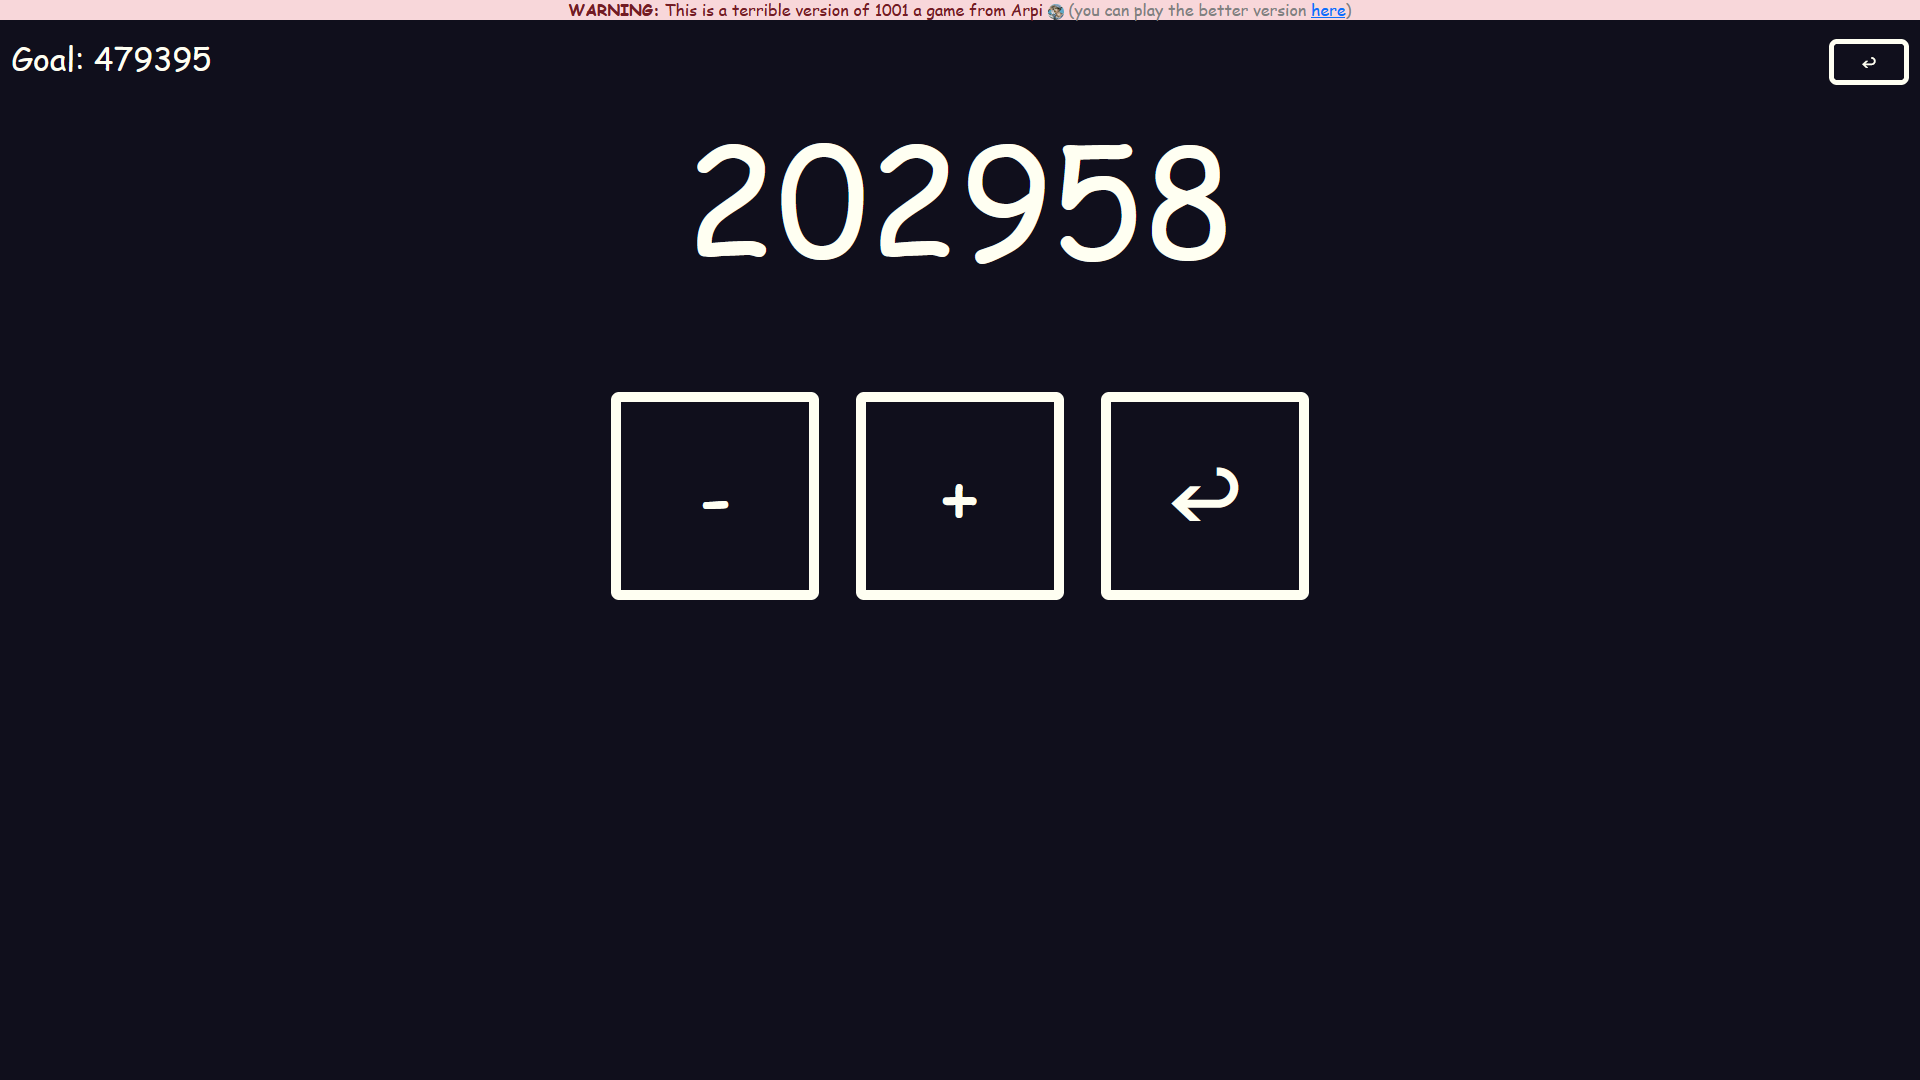 WARNING: This is a terrible version of 1001 a game from Arpi (you can play the better version here)
Goal: 479395
↩
202958
- + ↩